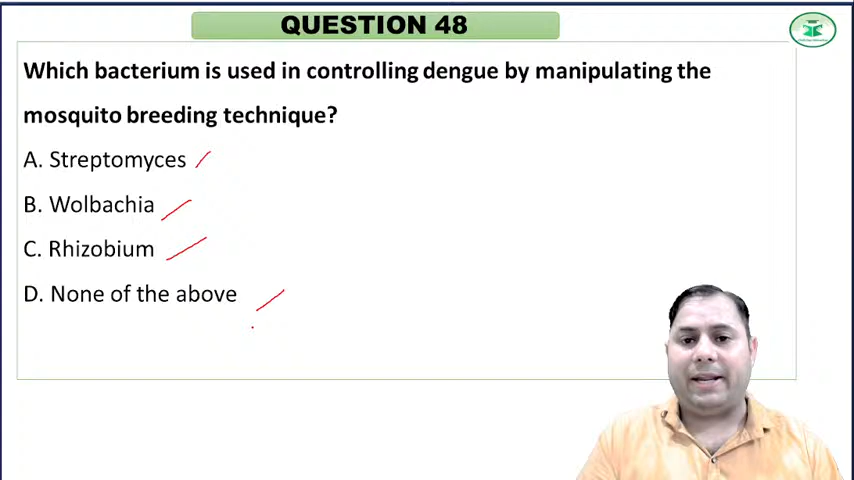 QUESTION 48
Which bacterium is used in controlling dengue by manipulating the
mosquito breeding technique?
A. Streptomyces
B. Wolbachia
C. Rhizobium
D. None of the above